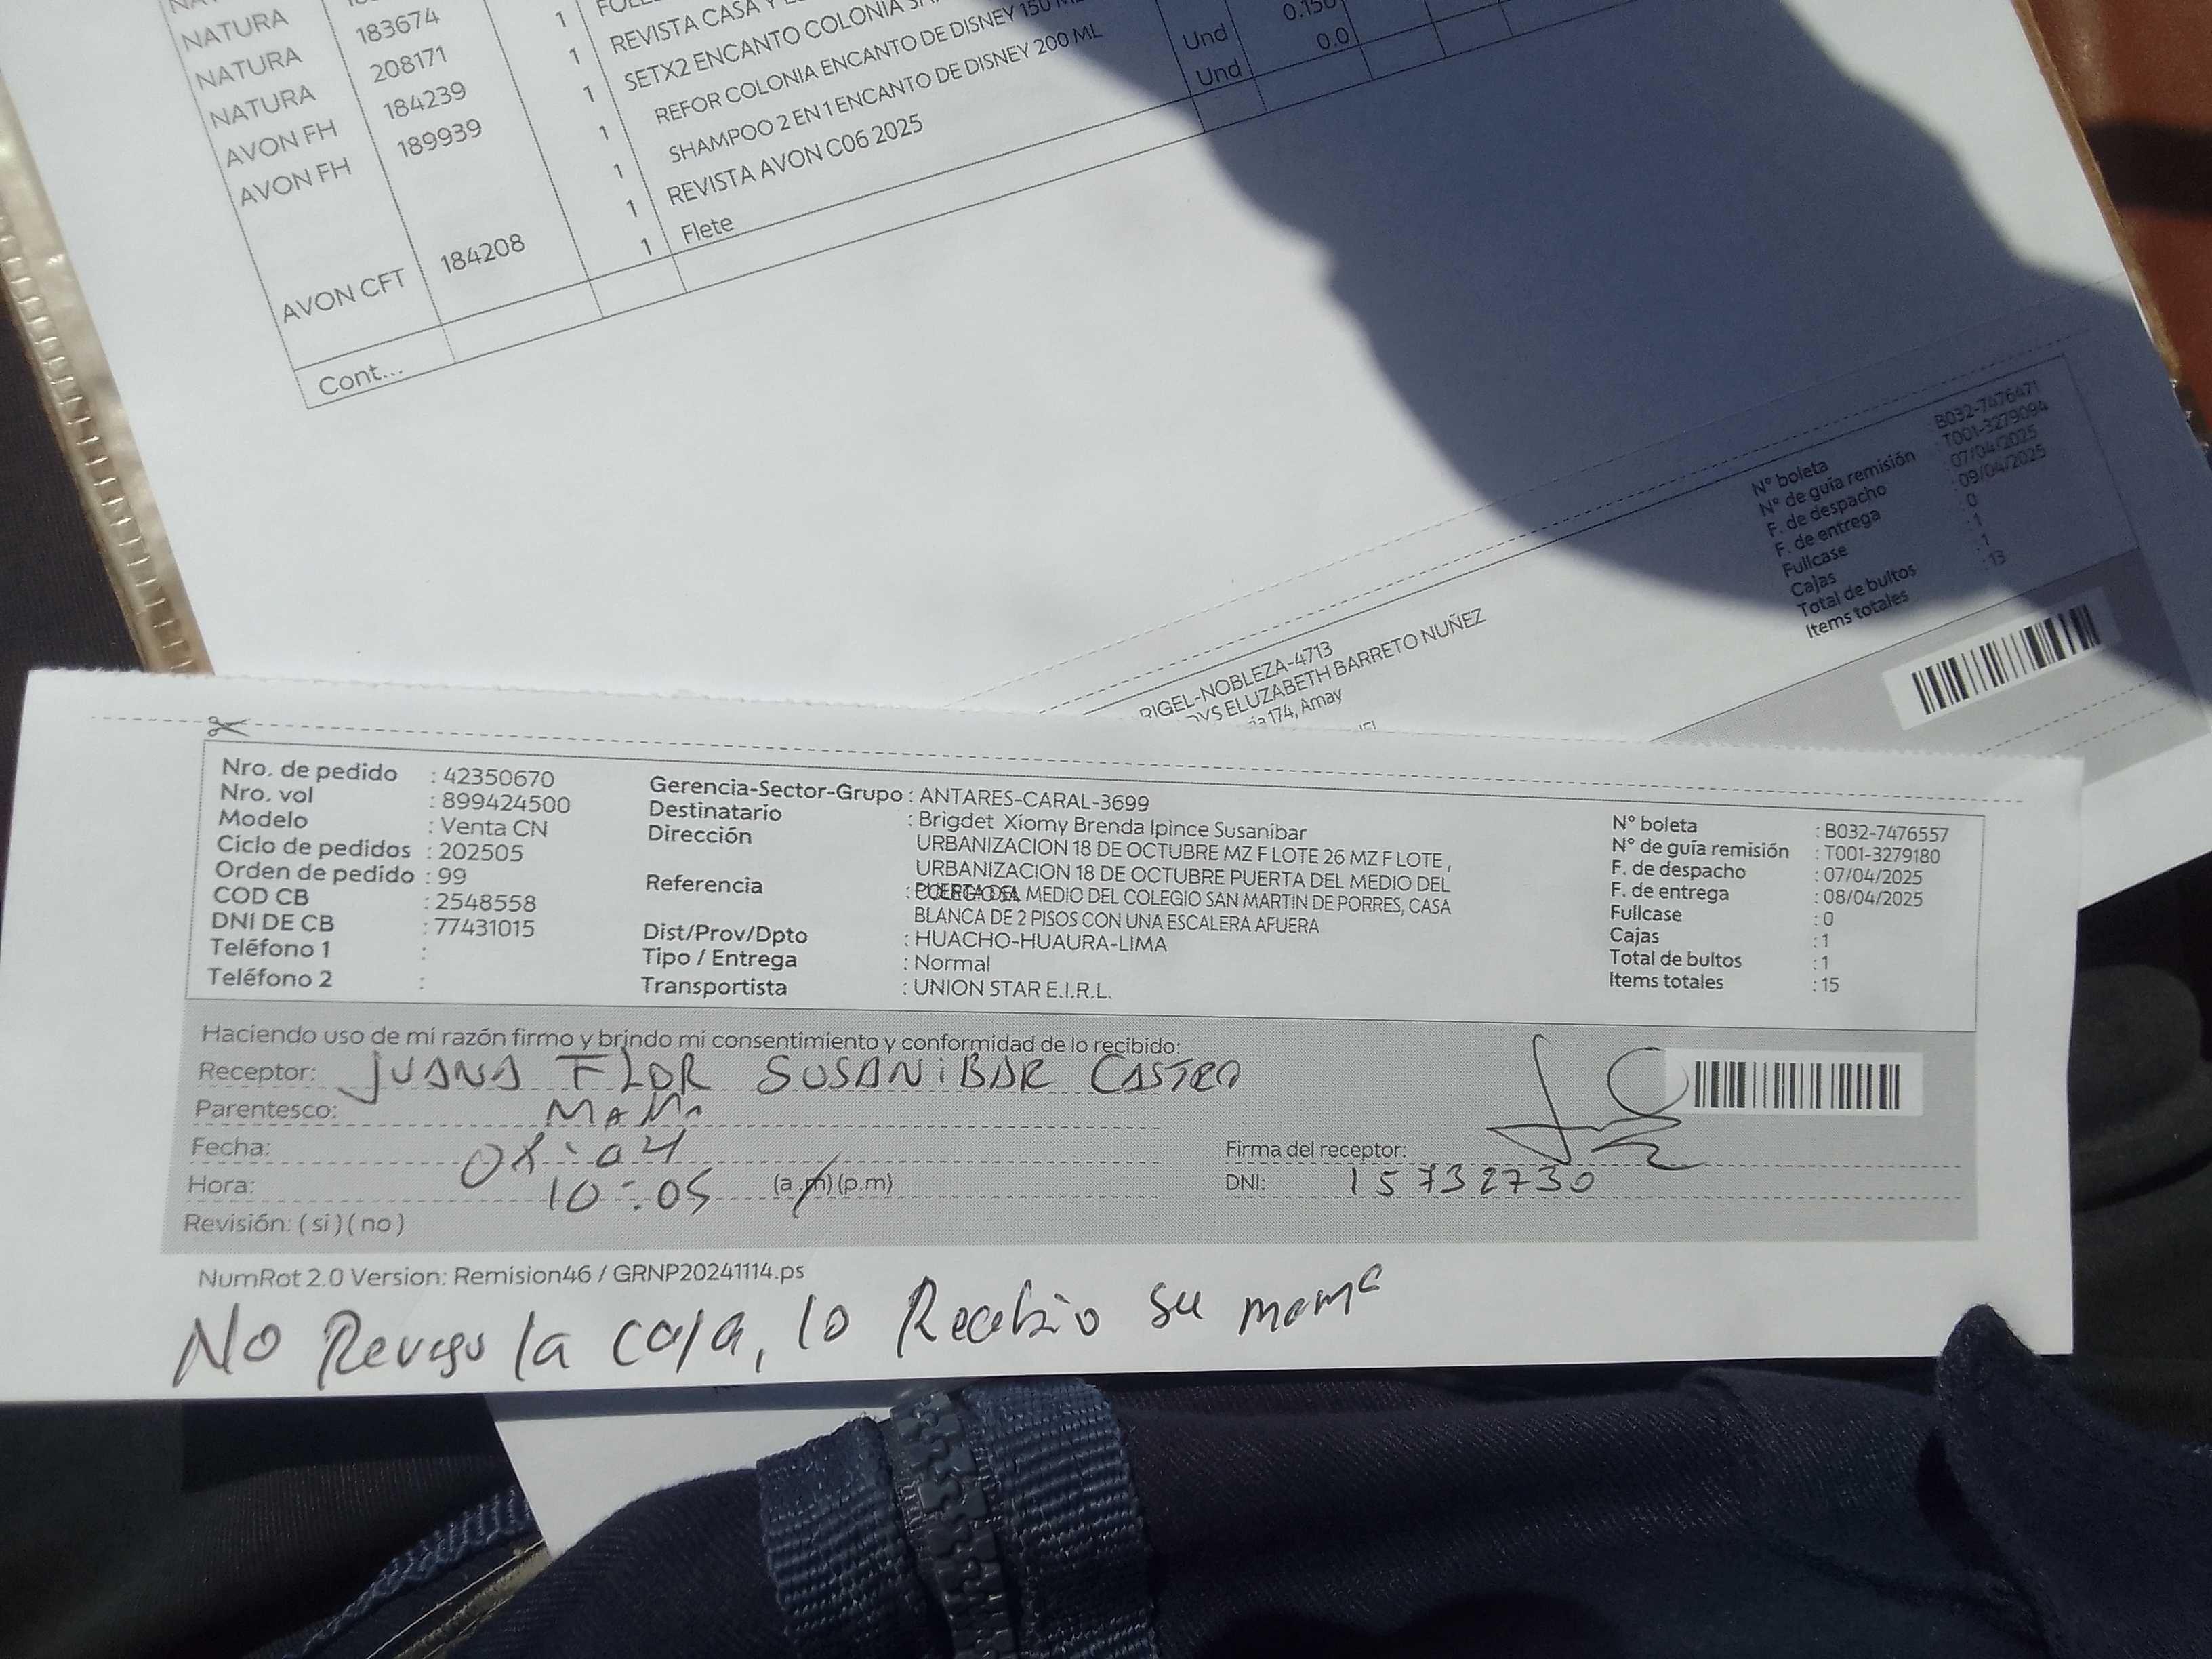 NATURA 183674 1
NATURA 208171 1 REVISTA CASA
NATURA 184239 1 SETX2 ENCANTO COLONIA
AVON FH 189939 1 REFOR COLONIA ENCANTO DE DISNEY 150 Und 0.150
AVON FH 1 SHAMPOO 2 EN 1 ENCANTO DE DISNEY 200 ML Und 0.0
1 REVISTA AVON C06 2025
AVON CFT 184208 1 Flete
Cont...
N° boleta B032-7476471
N° de guía remisión T001-3279094
F. de despacho 07/04/2025
F. de entrega 09/04/2025
Fullcase 0
Cajas :1
Total de bultos :1
Items totales :13
RIGEL-NOBLEZA-4713
ELUZABETH BARRETO NUÑEZ
174, Amay
Nro. de pedido : 42350670
Nro. vol : 899424500
Modelo : Venta CN
Ciclo de pedidos : 202505
Orden de pedido : 99
COD CB : 2548558
DNI DE CB : 77431015
Teléfono 1 :
Teléfono 2 :
Gerencia-Sector-Grupo : ANTARES-CARAL-3699
Destinatario : Brigdet Xiomy Brenda Ipince Susaníbar
Dirección URBANIZACION 18 DE OCTUBRE MZ F LOTE 26 MZ F LOTE ,
URBANIZACION 18 DE OCTUBRE PUERTA DEL MEDIO DEL
Referencia : MEDIO DEL COLEGIO SAN MARTIN DE PORRES, CASA
BLANCA DE 2 PISOS CON UNA ESCALERA AFUERA
Dist/Prov/Dpto : HUACHO-HUAURA-LIMA
Tipo / Entrega : Normal
Transportista : UNION STAR E.I.R.L.
N° boleta : B032-7476557
N° de guía remisión : T001-3279180
F. de despacho : 07/04/2025
F. de entrega : 08/04/2025
Fullcase : 0
Cajas : 1
Total de bultos : 1
Items totales : 15
Haciendo uso de mi razón firmo y brindo mi consentimiento y conformidad de lo recibido:
Receptor: JUANA FLOR SUSANiBAR CASTRO
Parentesco: MaMa
Fecha: 08-04
Hora: 10:05 (a.m) (p.m)
Revisión: ( si ) ( no )
Firma del receptor:
DNI: 15732730
NumRot 2.0 Version: Remision46 / GRNP20241114.ps
No Reviso la caja, lo Recibio su mama